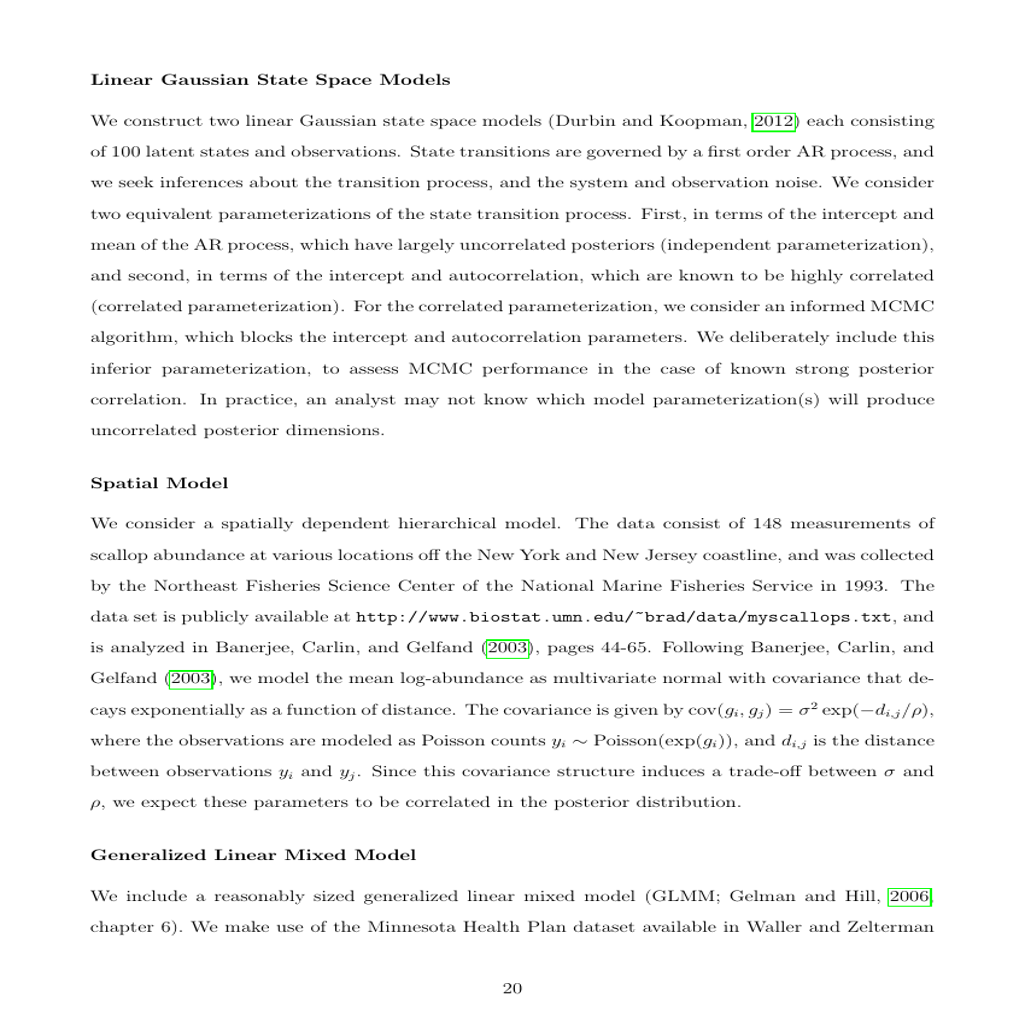 Linear Gaussian State Space Models
We construct two linear Gaussian state space models (Durbin and Koopman, 2012) each consisting
of 100 latent states and observations. State transitions are governed by a first order AR process, and
we seek inferences about the transition process, and the system and observation noise. We consider
two equivalent parameterizations of the state transition process. First, in terms of the intercept and
mean of the AR process, which have largely uncorrelated posteriors (independent parameterization),
and second, in terms of the intercept and autocorrelation, which are known to be highly correlated
(correlated parameterization). For the correlated parameterization, we consider an informed MCMC
algorithm, which blocks the intercept and autocorrelation parameters. We deliberately include this
inferior parameterization, to assess MCMC performance in the case of known strong posterior
correlation. In practice, an analyst may not know which model parameterization(s) will produce
uncorrelated posterior dimensions.
Spatial Model
We consider a spatially dependent hierarchical model. The data consist of 148 measurements of
scallop abundance at various locations off the New York and New Jersey coastline, and was collected
by the Northeast Fisheries Science Center of the National Marine Fisheries Service in 1993. The
data set is publicly available at http://www.biostat.umn.edu/~brad/data/myscallops.txt, and
is analyzed in Banerjee, Carlin, and Gelfand (2003), pages 44-65. Following Banerjee, Carlin, and
Gelfand (2003), we model the mean log-abundance as multivariate normal with covariance that de-
cays exponentially as a function of distance. The covariance is given by cov(g_i, g_j) = σ² exp(−d_{i,j}/ρ),
where the observations are modeled as Poisson counts y_i ∼ Poisson(exp(g_i)), and d_{i,j} is the distance
between observations y_i and y_j. Since this covariance structure induces a trade-off between σ and
ρ, we expect these parameters to be correlated in the posterior distribution.
Generalized Linear Mixed Model
We include a reasonably sized generalized linear mixed model (GLMM; Gelman and Hill, 2006,
chapter 6). We make use of the Minnesota Health Plan dataset available in Waller and Zelterman
20